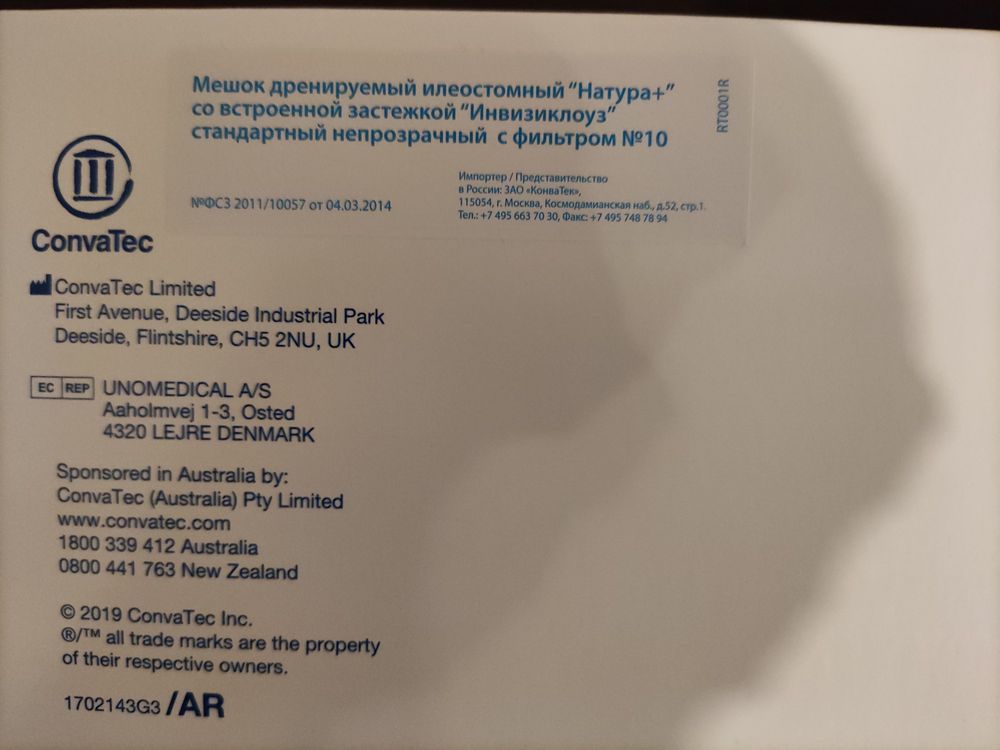 Мешок дренируемый илеостомный "Натура+"
со встроенной застежкой "Инвизиклоуз"
стандартный непрозрачный с фильтром №10
RT0001R
№ФСЗ 2011/10057 от 04.03.2014
Импортер / Представительство
в России: ЗАО «КонваТек»,
115054, г. Москва, Космодамианская наб., д.52, стр.1.
Тел.: +7 495 663 70 30, Факс: +7 495 748 78 94
ConvaTec
ConvaTec Limited
First Avenue, Deeside Industrial Park
Deeside, Flintshire, CH5 2NU, UK
EC REP UNOMEDICAL A/S
Aaholmvej 1-3, Osted
4320 LEJRE DENMARK
Sponsored in Australia by:
ConvaTec (Australia) Pty Limited
www.convatec.com
1800 339 412 Australia
0800 441 763 New Zealand
© 2019 ConvaTec Inc.
®/™ all trade marks are the property
of their respective owners.
1702143G3 /AR